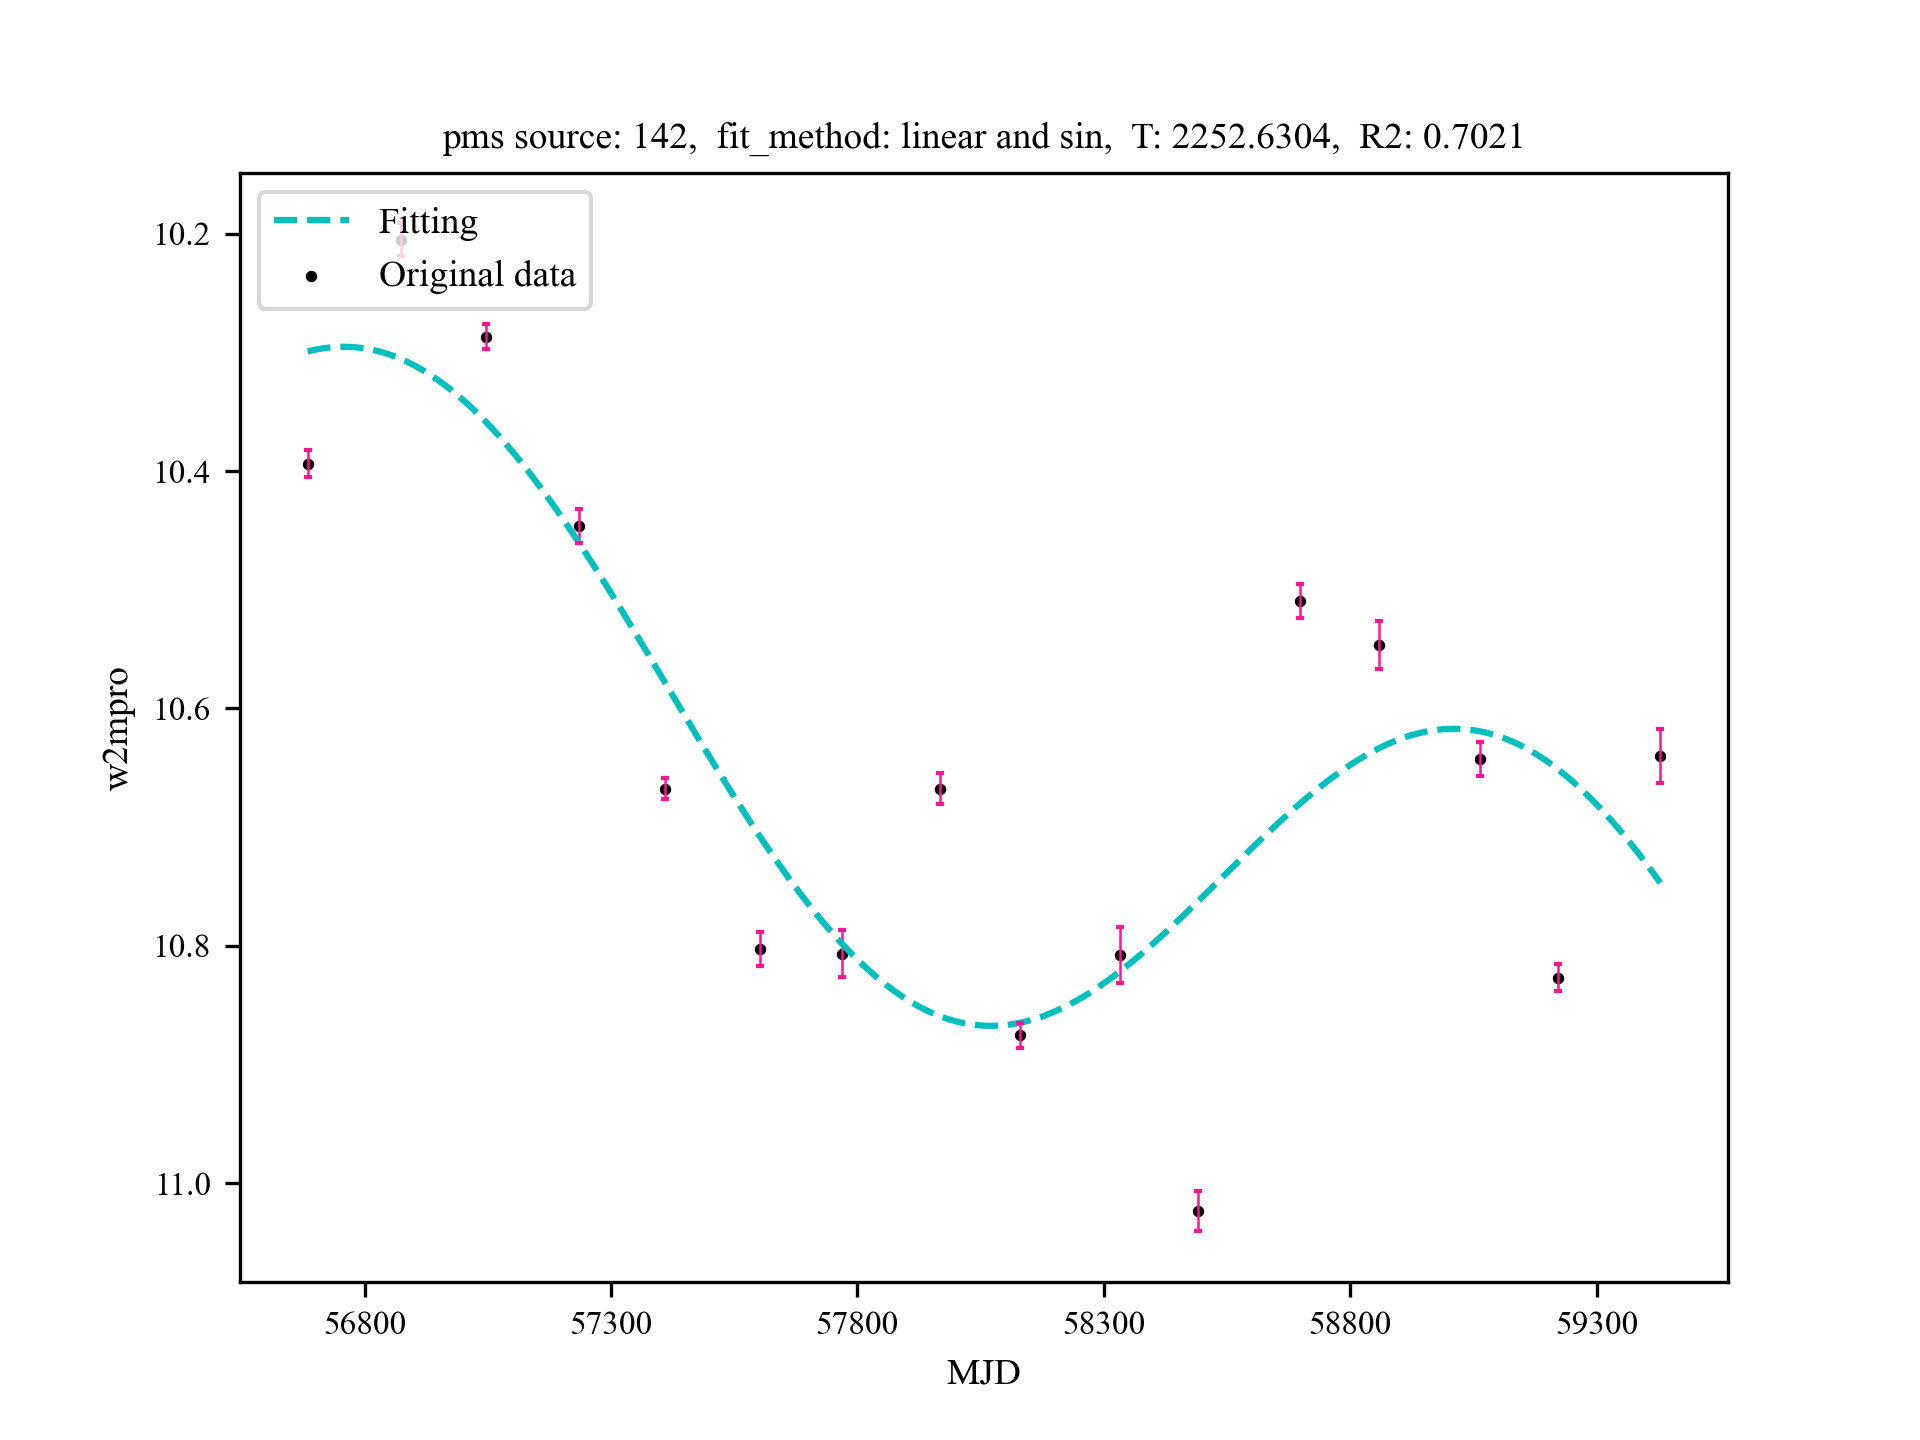 pms source: 142, fit_method: linear and sin, T: 2252.6304, R2: 0.7021
Fitting
Original data
10.2
10.4
10.6
10.8
11.0
w2mpro
56800 57300 57800 58300 58800 59300
MJD